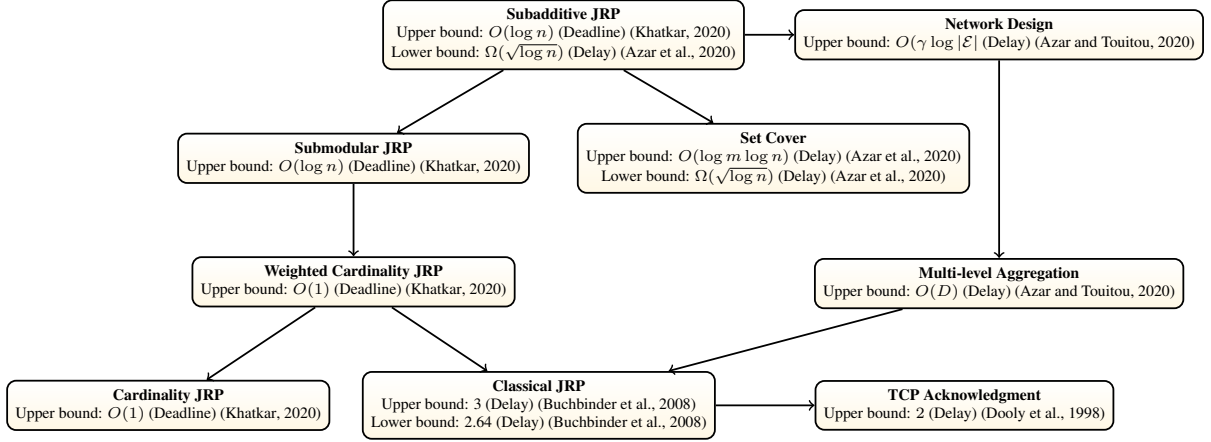 Subadditive JRP
Upper bound: O(log n) (Deadline) (Khatkar, 2020)
Lower bound: Ω(√log n) (Delay) (Azar et al., 2020)
Network Design
Upper bound: O(γ log |ℰ| (Delay) (Azar and Touitou, 2020)
Submodular JRP
Upper bound: O(log n) (Deadline) (Khatkar, 2020)
Set Cover
Upper bound: O(log m log n) (Delay) (Azar et al., 2020)
Lower bound: Ω(√log n) (Delay) (Azar et al., 2020)
Weighted Cardinality JRP
Upper bound: O(1) (Deadline) (Khatkar, 2020)
Multi-level Aggregation
Upper bound: O(D) (Delay) (Azar and Touitou, 2020)
Cardinality JRP
Upper bound: O(1) (Deadline) (Khatkar, 2020)
Classical JRP
Upper bound: 3 (Delay) (Buchbinder et al., 2008)
Lower bound: 2.64 (Delay) (Buchbinder et al., 2008)
TCP Acknowledgment
Upper bound: 2 (Delay) (Dooly et al., 1998)